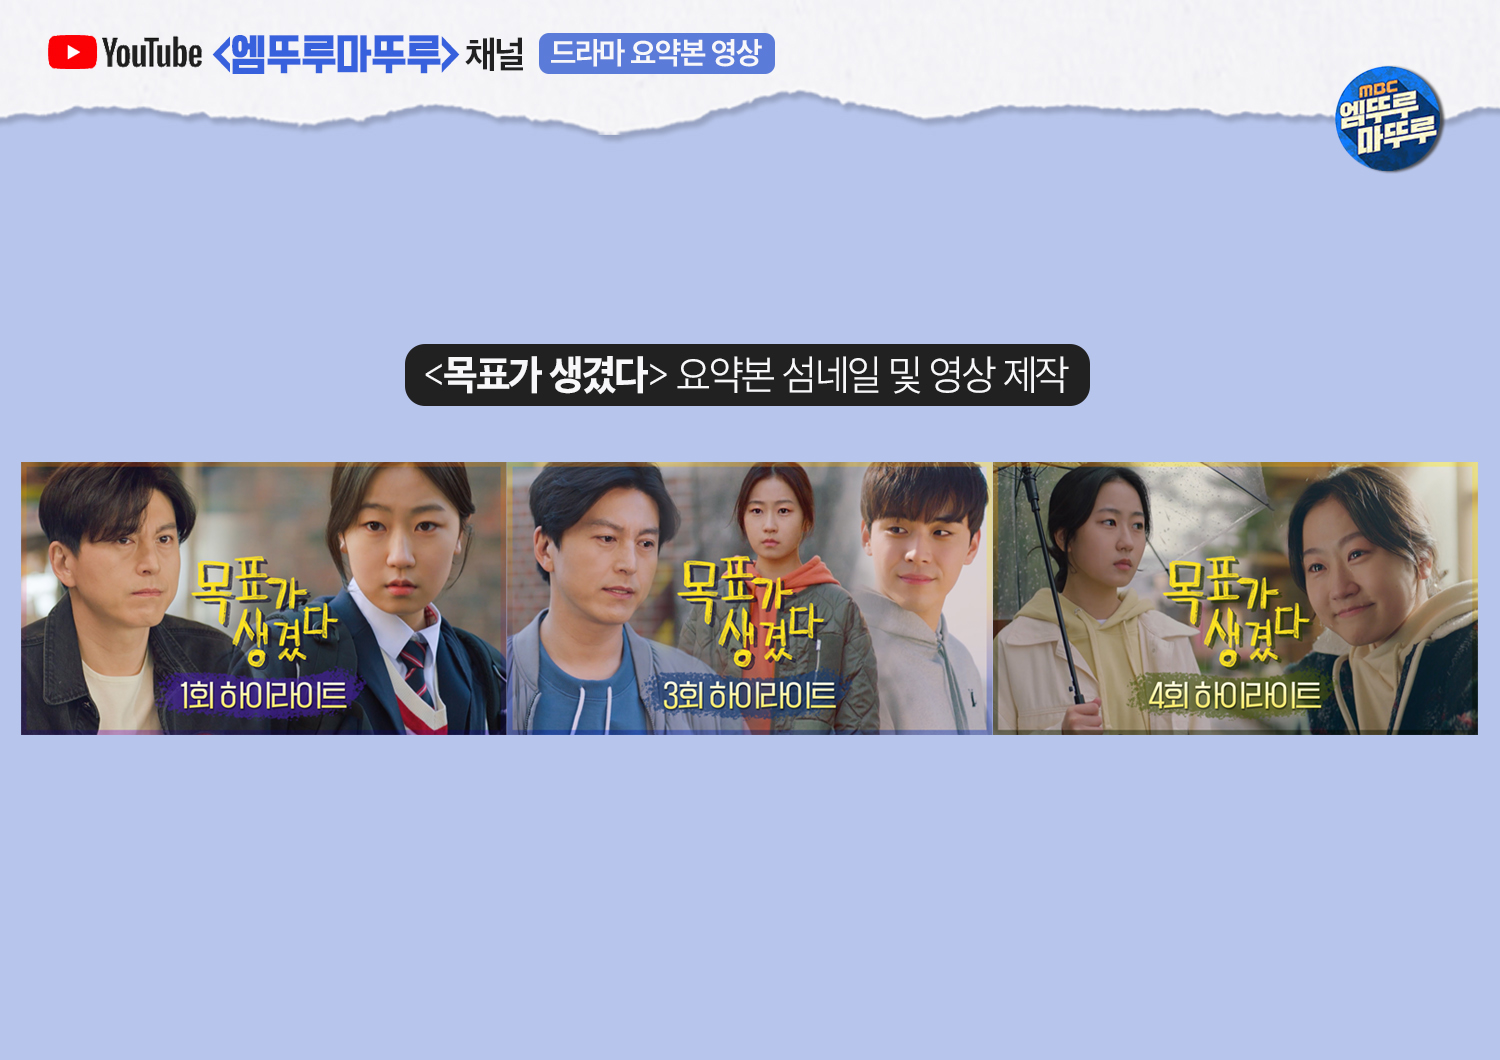 YouTube <엠뚜루마뚜루> 채널 드라마 요약본 영상
MBC
엠뚜루
마뚜루
<목표가 생겼다> 요약본 섬네일 및 영상 제작
목표가
생겼다
1회 하이라이트
목표가
생겼다
3회 하이라이트
목표가
생겼다
4회 하이라이트